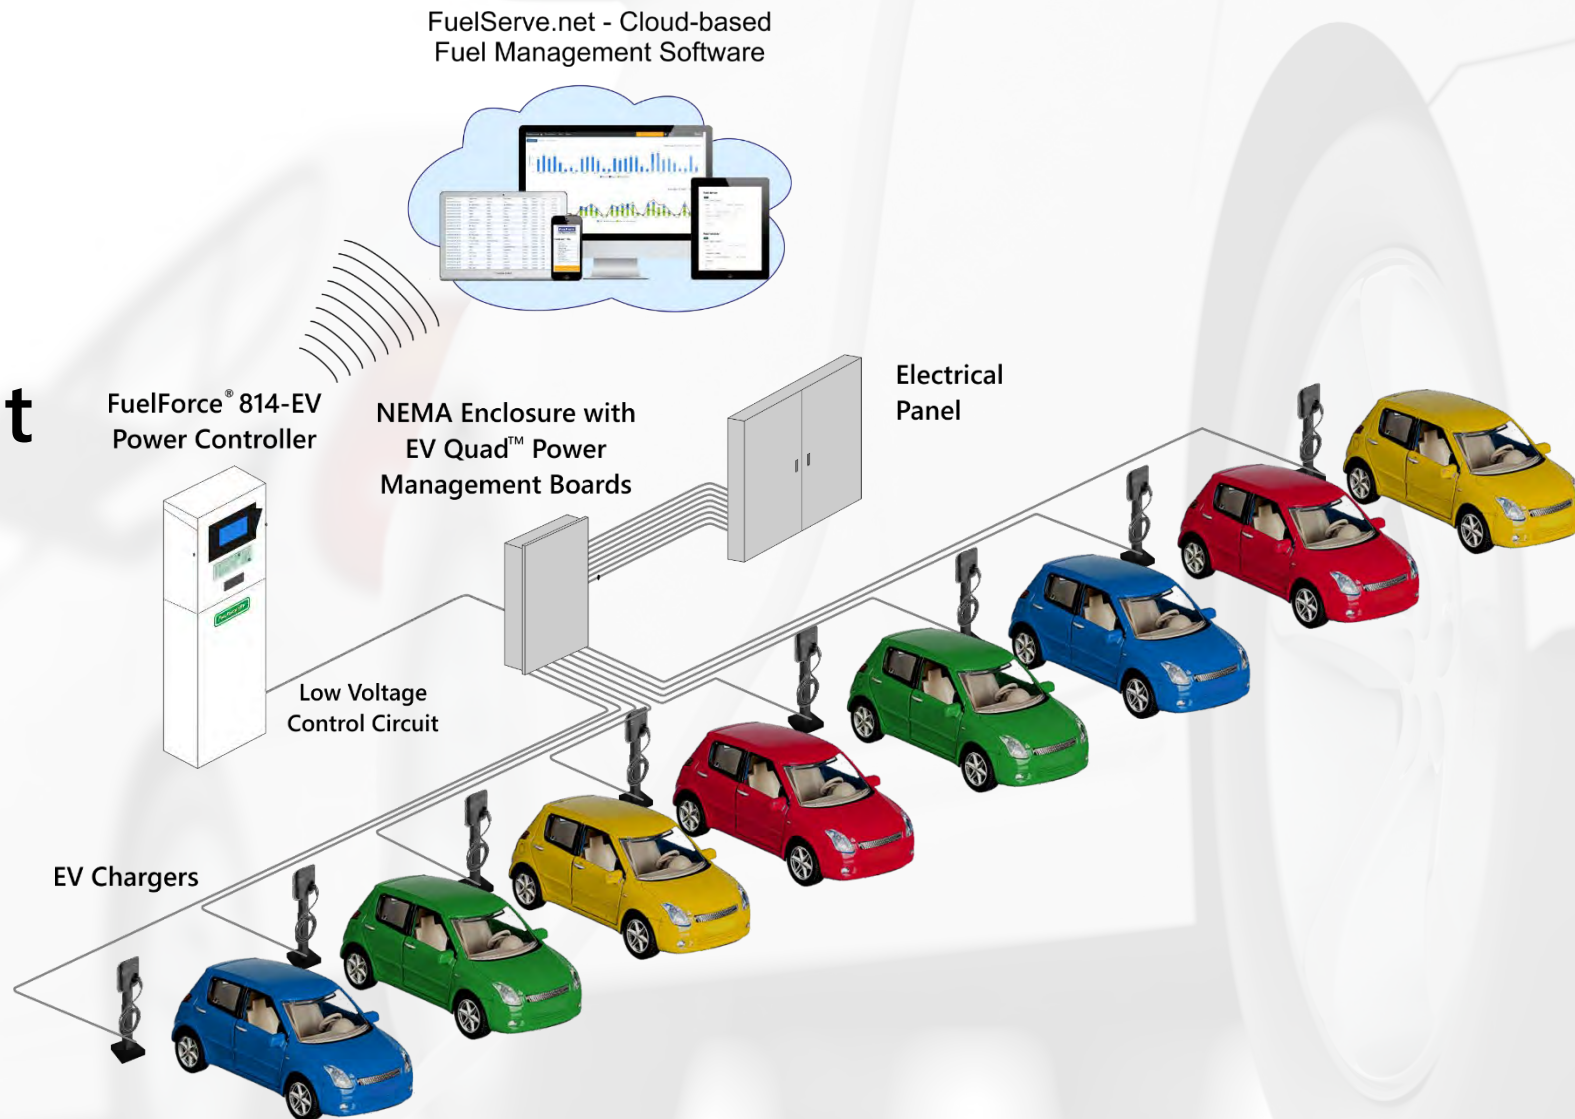 FuelServe.net - Cloud-based
Fuel Management Software
t
FuelForce® 814-EV
Power Controller
NEMA Enclosure with
EV Quad™ Power
Management Boards
Electrical
Panel
Low Voltage
Control Circuit
EV Chargers